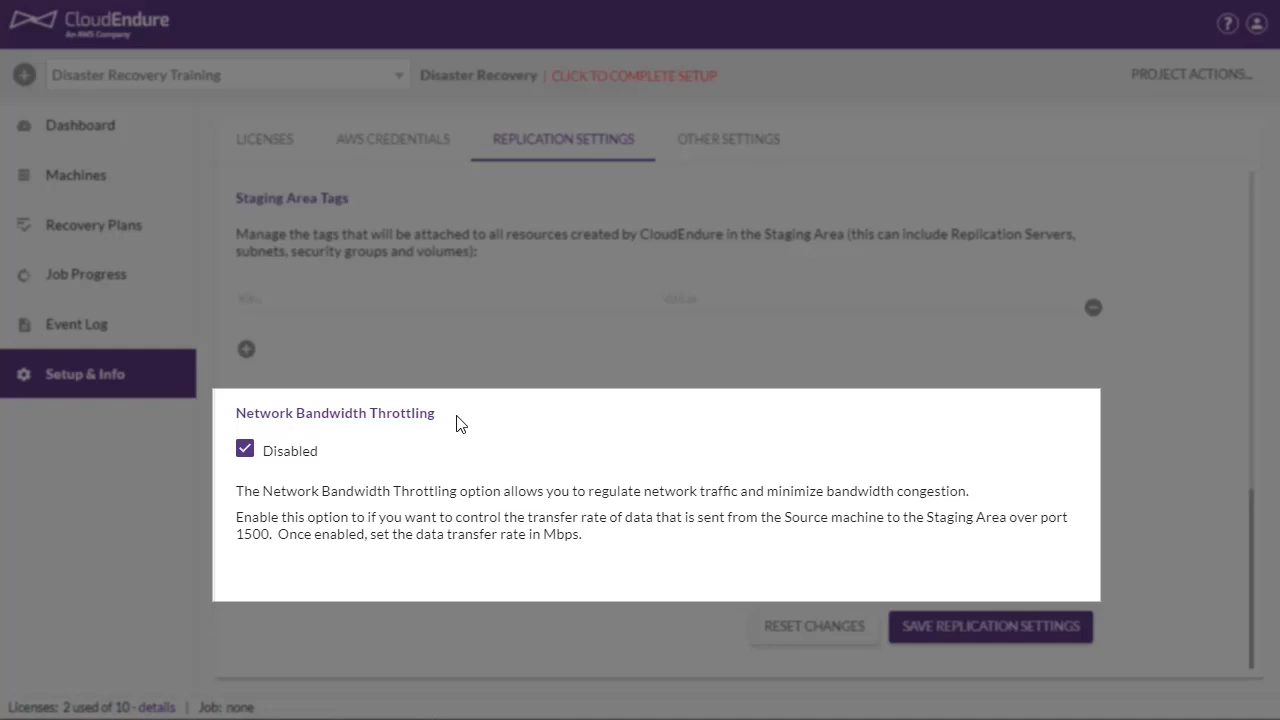 CloudEndure
An AWS Company
?
Disaster Recovery Training
Disaster Recovery | CLICK TO COMPLETE SETUP
PROJECT ACTIONS...
Dashboard
Machines
Recovery Plans
Job Progress
Event Log
Setup & Info
LICENSES
AWS CREDENTIALS
REPLICATION SETTINGS
OTHER SETTINGS
Staging Area Tags
Manage the tags that will be attached to all resources created by CloudEndure in the Staging Area (this can include Replication Servers,
subnets, security groups and volumes):
Network Bandwidth Throttling
Disabled
The Network Bandwidth Throttling option allows you to regulate network traffic and minimize bandwidth congestion.
Enable this option to if you want to control the transfer rate of data that is sent from the Source machine to the Staging Area over port
1500. Once enabled, set the data transfer rate in Mbps.
RESET CHANGES
SAVE REPLICATION SETTINGS
Licenses: 2 used of 10 - details | Job: none